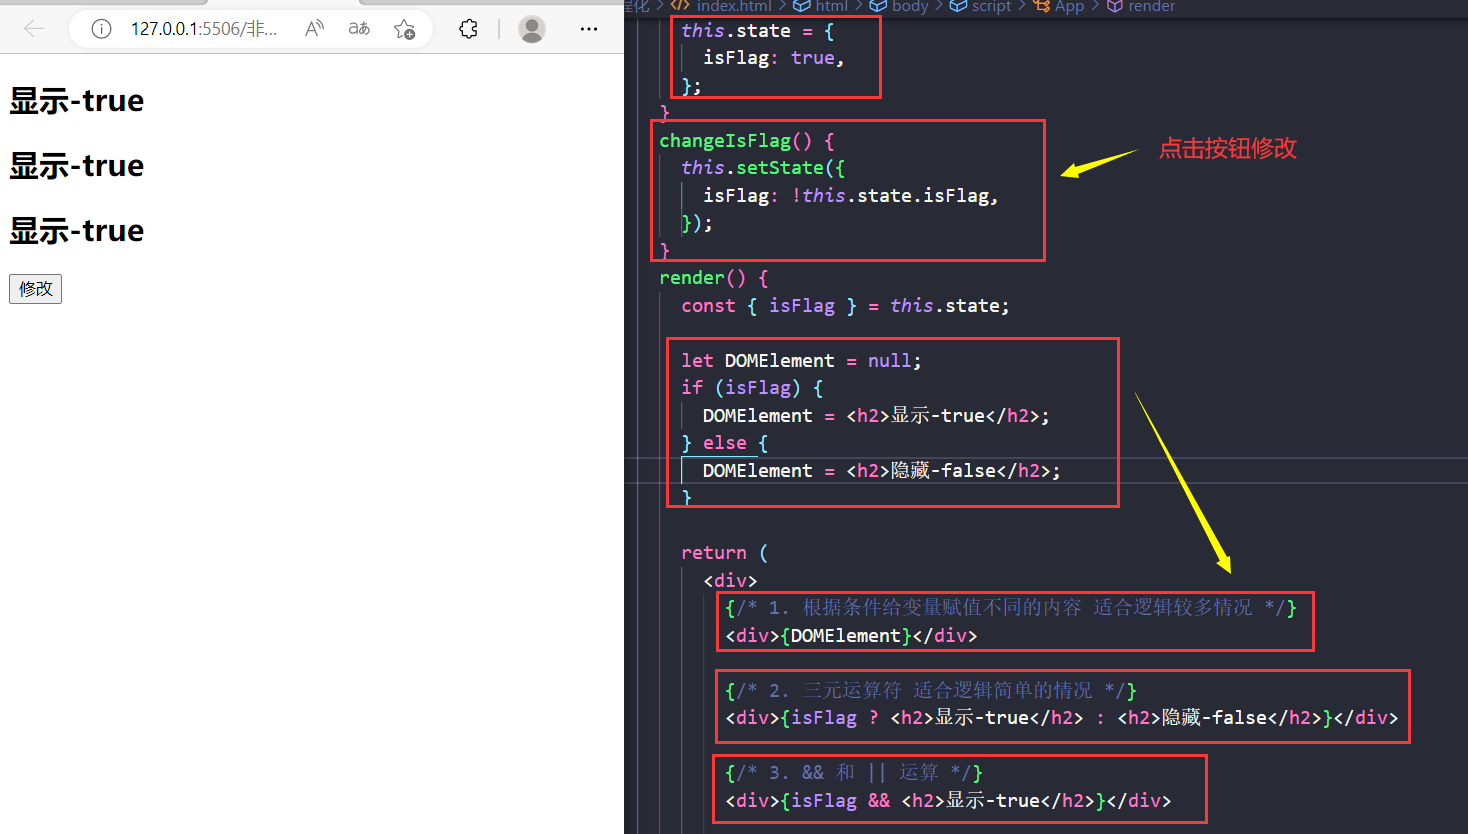 127.0.0.1:5506/非...
aあ
显示-true
显示-true
显示-true
修改
index.html > html > body > script > App > render
this.state = {
isFlag: true,
};
}
changeIsFlag() {
this.setState({
isFlag: !this.state.isFlag,
});
}
点击按钮修改
render() {
const { isFlag } = this.state;
let DOMElement = null;
if (isFlag) {
DOMElement = <h2>显示-true</h2>;
} else {
DOMElement = <h2>隐藏-false</h2>;
}
return (
<div>
{/* 1. 根据条件给变量赋值不同的内容 适合逻辑较多情况 */}
<div>{DOMElement}</div>
{/* 2. 三元运算符 适合逻辑简单的情况 */}
<div>{isFlag ? <h2>显示-true</h2> : <h2>隐藏-false</h2>}</div>
{/* 3. && 和 || 运算 */}
<div>{isFlag && <h2>显示-true</h2>}</div>